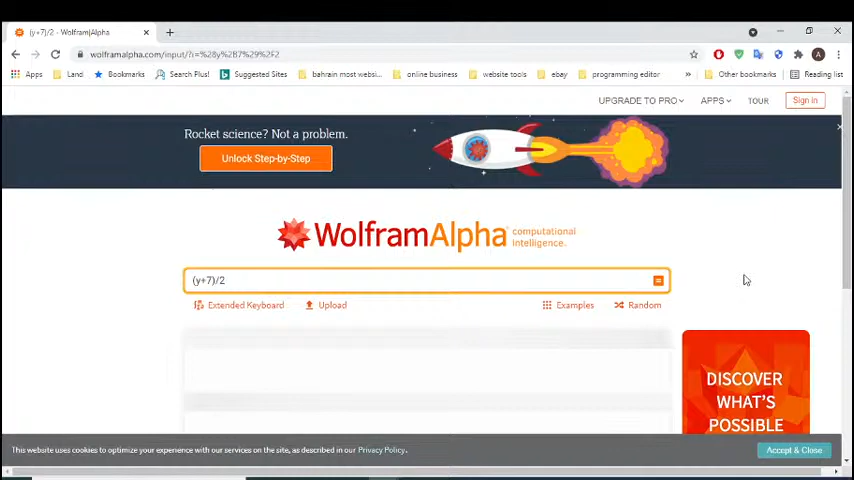 (y+7)/2 - Wolfram|Alpha
wolframalpha.com/input/?i=%28y%2B7%29%2F2
Apps Land Bookmarks Search Plus! Suggested Sites bahrain most websi... online business website tools ebay programming editor » Other bookmarks Reading list
UPGRADE TO PRO APPS TOUR Sign in
Rocket science? Not a problem.
Unlock Step-by-Step
WolframAlpha computational intelligence.
(y+7)/2
Extended Keyboard Upload Examples Random
DISCOVER
WHAT'S
POSSIBLE
This website uses cookies to optimize your experience with our services on the site, as described in our Privacy Policy.
Accept & Close